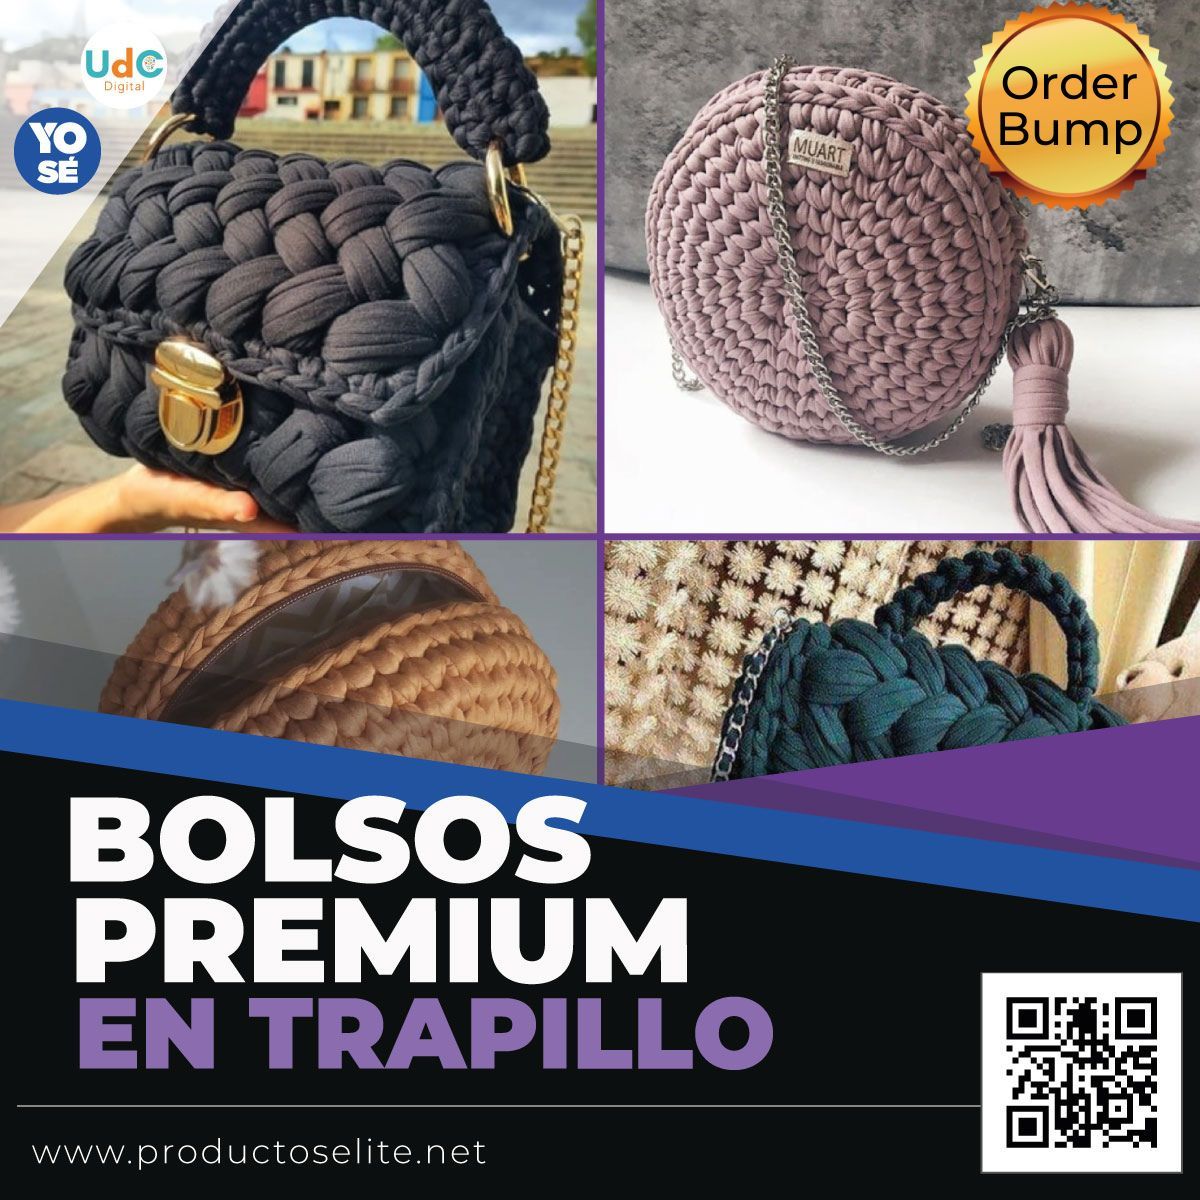 UdC
Digital
YO
SÉ
Order
Bump
MUART
BOLSOS
PREMIUM
EN TRAPILLO
www.productoselite.net